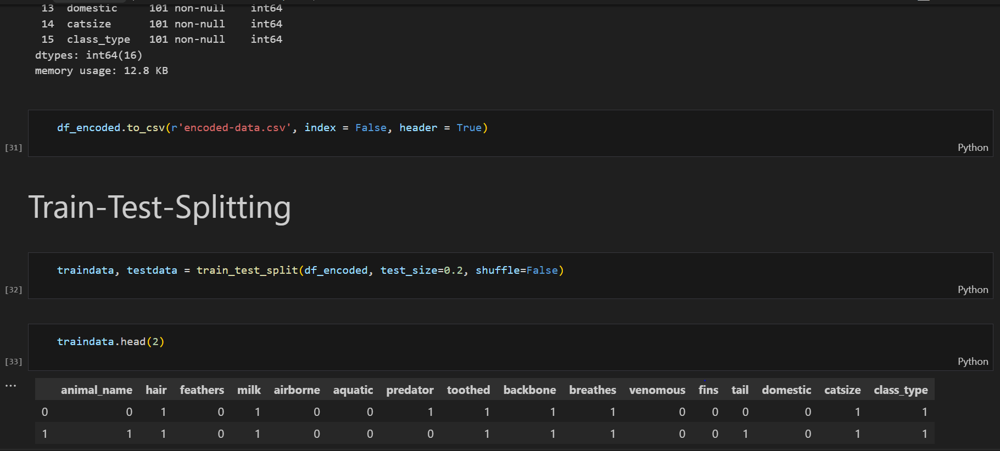 13 domestic 101 non-null int64
14 catsize 101 non-null int64
15 class_type 101 non-null int64
dtypes: int64(16)
memory usage: 12.8 KB
df_encoded.to_csv(r'encoded-data.csv', index = False, header = True)
[31]
Python
Train-Test-Splitting
traindata, testdata = train_test_split(df_encoded, test_size=0.2, shuffle=False)
[32]
Python
traindata.head(2)
[33]
Python
...
animal_name hair feathers milk airborne aquatic predator toothed backbone breathes venomous fins tail domestic catsize class_type
0 0 1 0 1 0 0 1 1 1 1 0 0 0 0 1 1
1 1 1 0 1 0 0 0 1 1 1 0 0 1 0 1 1